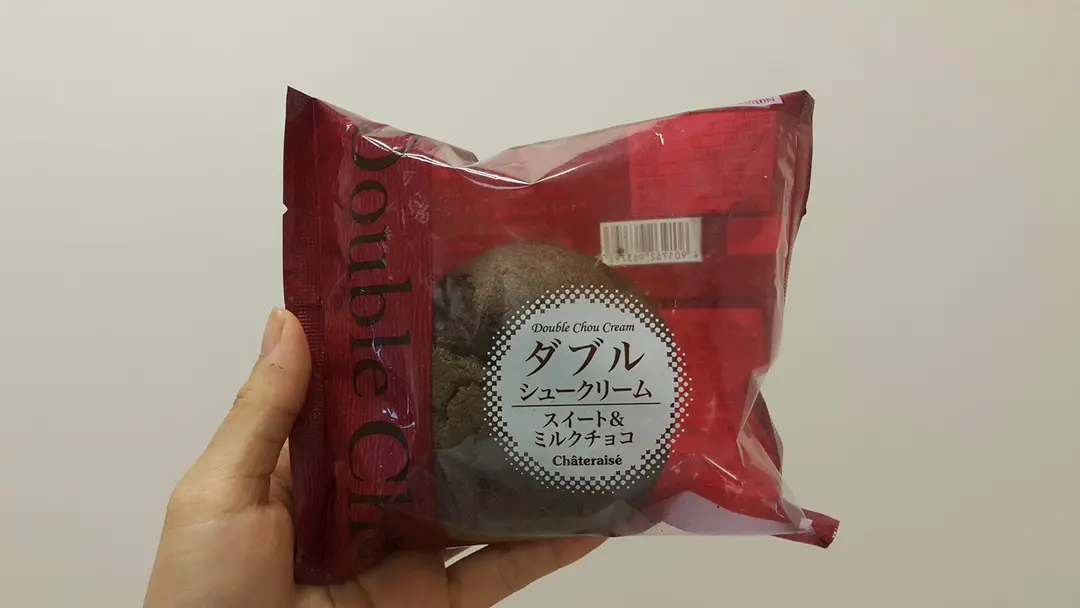 Double Ch
Double Chou Cream
ダブル
シュークリーム
スイート&
ミルクチョコ
Châteraisé